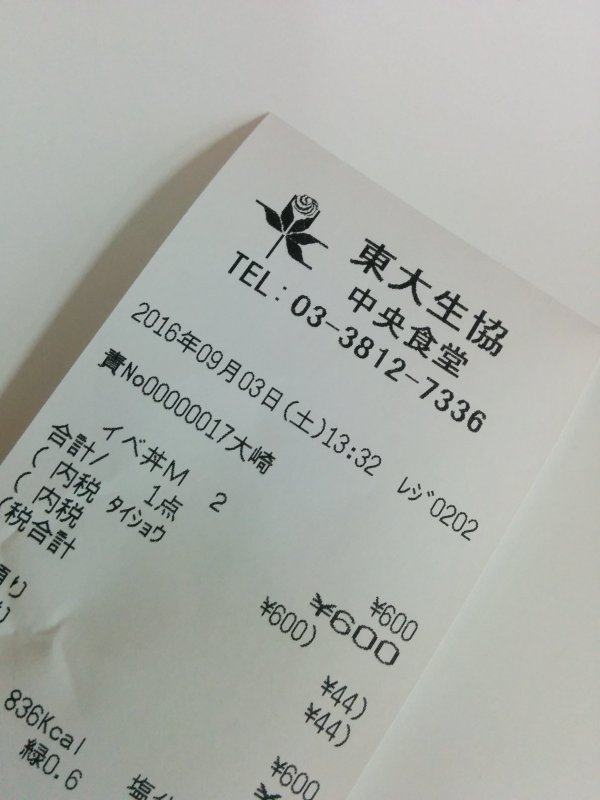 東大生協
中央食堂
TEL: 03-3812-7336
2016年09月03日(土)13:32 ﾚｼﾞ0202
責No00000017大崎
イベ丼M 2 ¥600
合計/ 1点 ¥600
(内税 ﾀｲｼｮｳ ¥600)
(内税 ¥44)
(税合計 ¥44)
り ¥600
836Kcal
緑0.6 塩